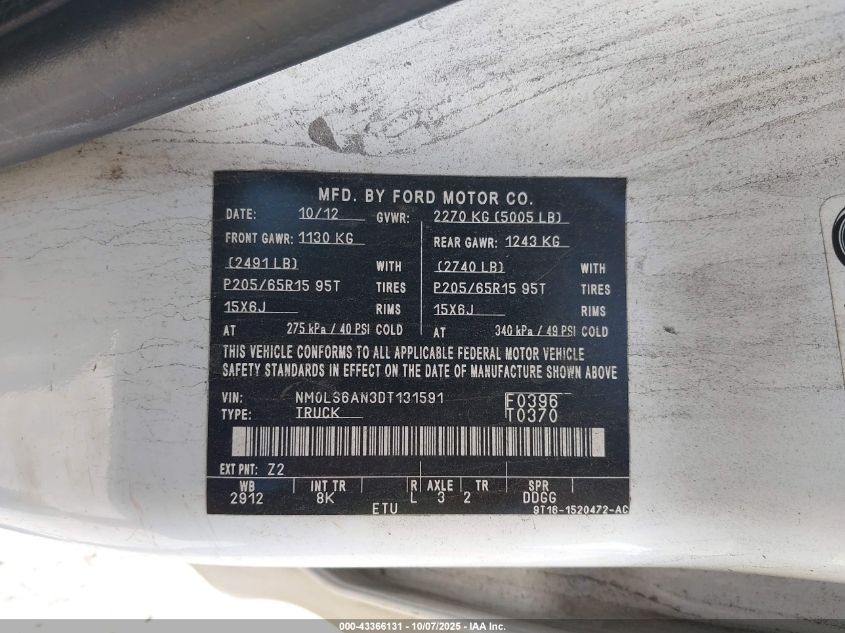 MFD. BY FORD MOTOR CO.
DATE: 10/12 GVWR: 2270 KG (5005 LB)
FRONT GAWR: 1130 KG REAR GAWR: 1243 KG
(2491 LB) WITH (2740 LB) WITH
P205/65R15 95T TIRES P205/65R15 95T TIRES
15X6J RIMS 15X6J RIMS
AT 275 kPa / 40 PSI COLD AT 340 kPa / 49 PSI COLD
THIS VEHICLE CONFORMS TO ALL APPLICABLE FEDERAL MOTOR VEHICLE
SAFETY STANDARDS IN EFFECT ON THE DATE OF MANUFACTURE SHOWN ABOVE
VIN: NM0LS6AN3DT131591 F0396
TYPE: TRUCK T0370
EXT PNT: Z2
WB INT TR R AXLE TR SPR
2912 8K L 3 2 DDGG
ETU 9T16-1520472-AC
000-43366131 - 10/07/2025 - IAA Inc.